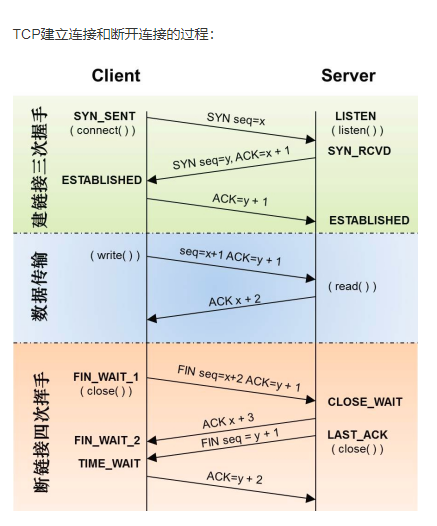 TCP建立连接和断开连接的过程：
Client
Server
建链接三次握手
SYN_SENT
( connect( ) )
SYN seq=x
LISTEN
( listen( ) )
SYN_RCVD
SYN seq=y, ACK=x + 1
ESTABLISHED
ACK=y + 1
ESTABLISHED
数据传输
( write( ) )
seq=x+1 ACK=y + 1
( read( ) )
ACK x + 2
断链接四次挥手
FIN_WAIT_1
( close( ) )
FIN seq=x+2 ACK=y + 1
CLOSE_WAIT
ACK x + 3
FIN_WAIT_2
FIN seq = y + 1
LAST_ACK
( close( ) )
TIME_WAIT
ACK=y + 2